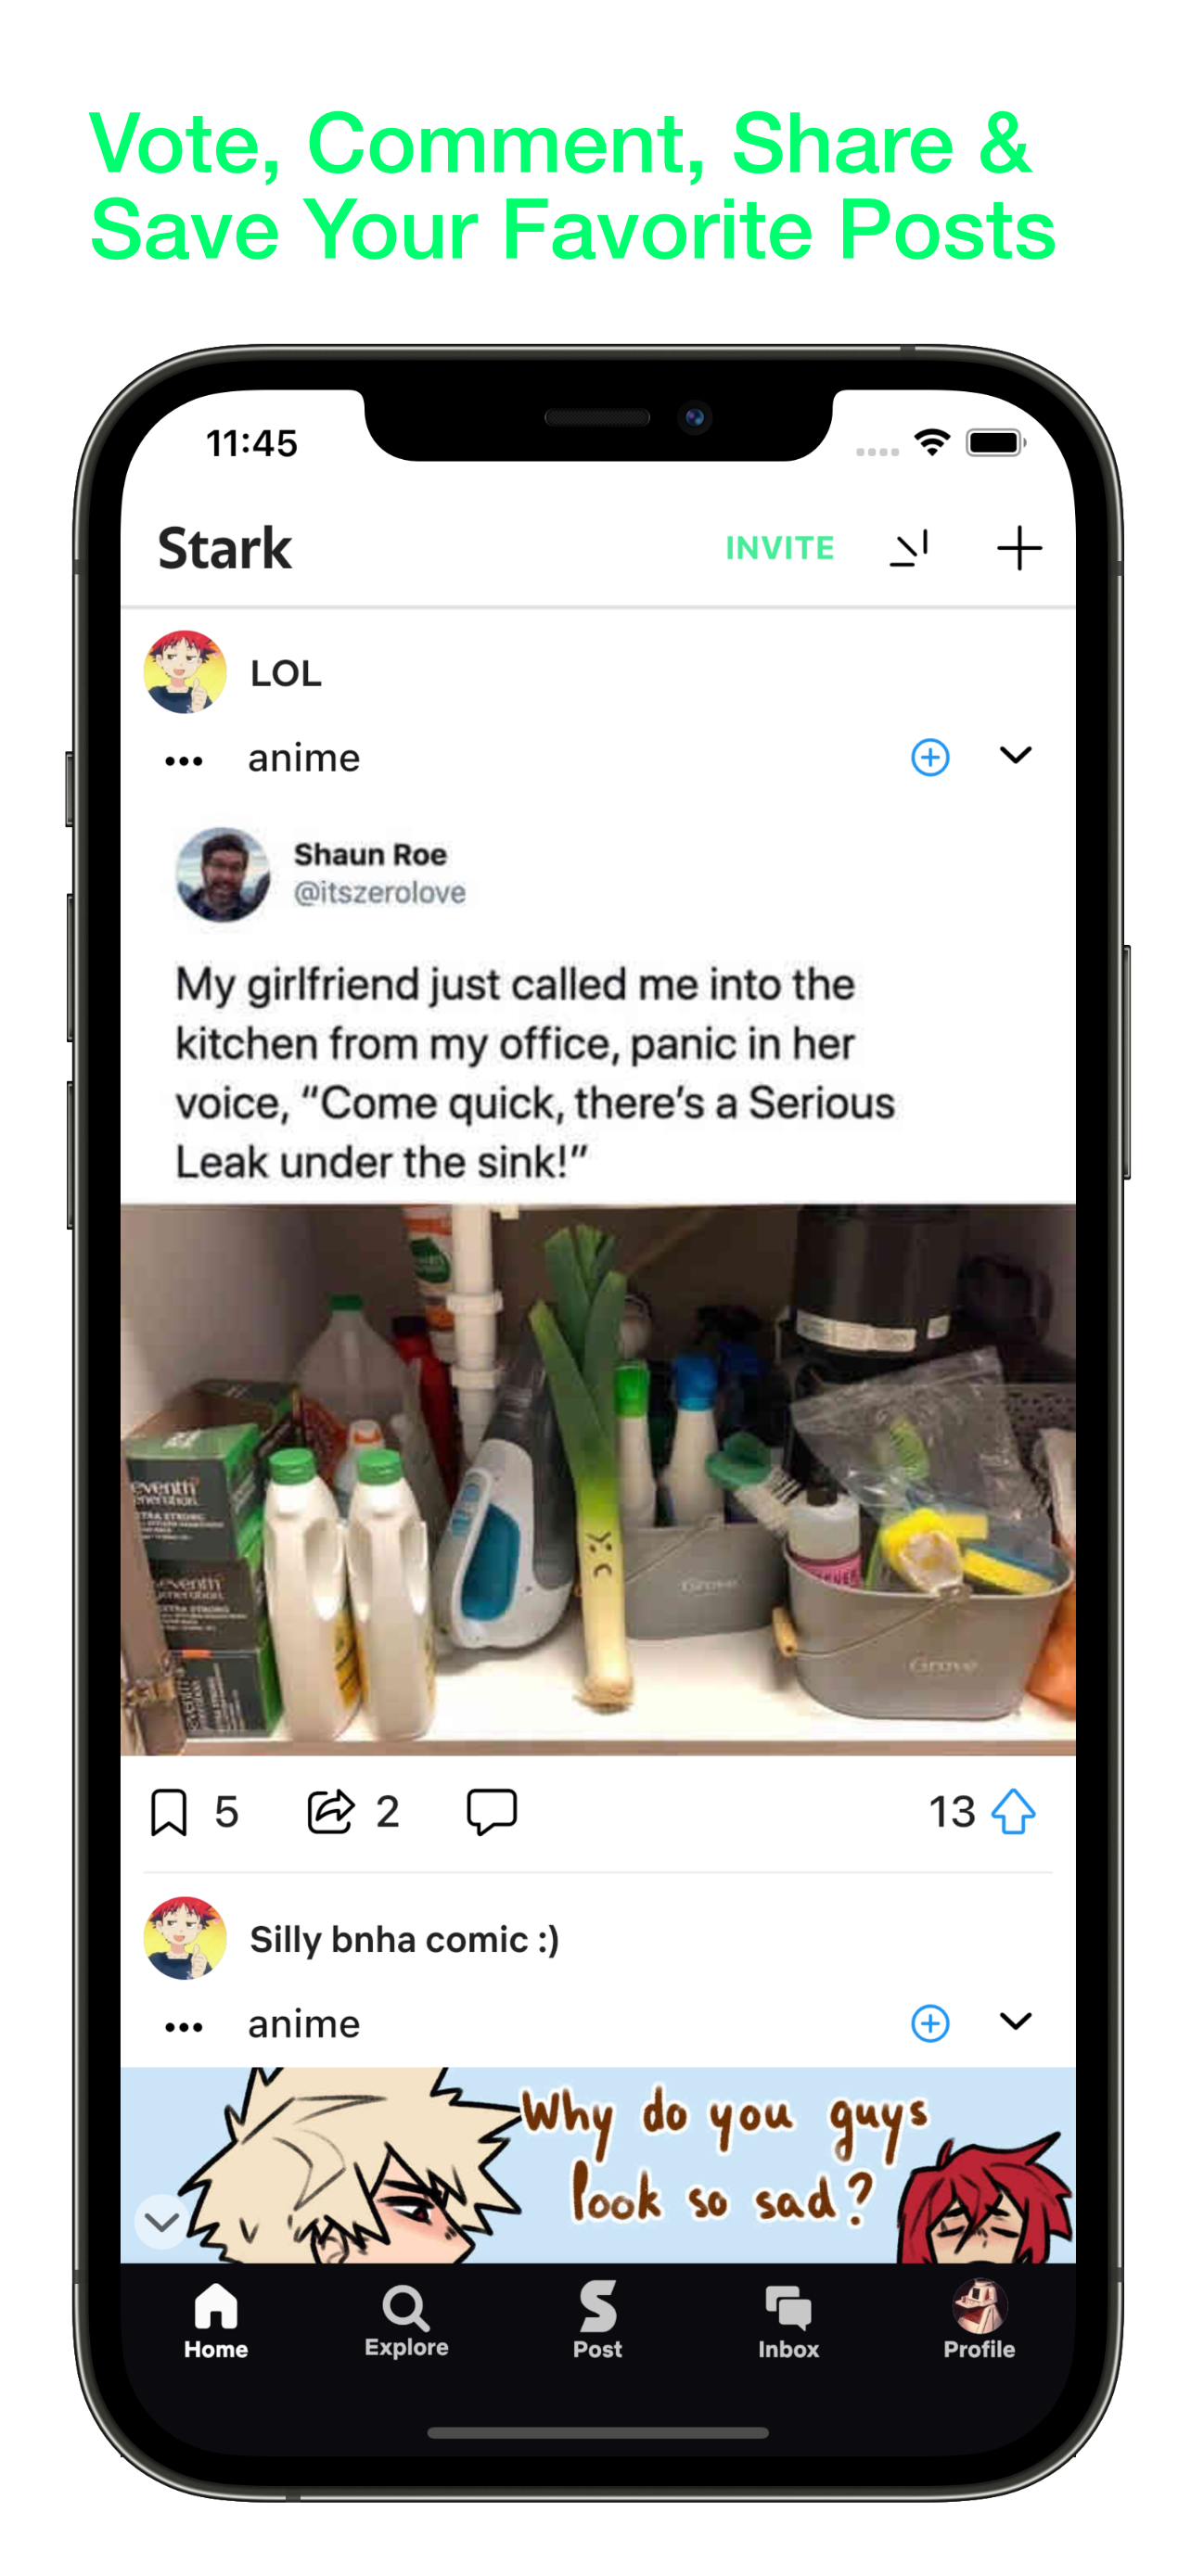 Vote, Comment, Share &
Save Your Favorite Posts
11:45
Stark
INVITE
LOL
anime
Shaun Roe
@itszerolove
My girlfriend just called me into the
kitchen from my office, panic in her
voice, “Come quick, there’s a Serious
Leak under the sink!”
seventh
generation
EXTRA STRONG
seventh
generation
EXTRA STRONG
Grove
Grove
5
2
13
Silly bnha comic :)
anime
Why do you guys
look so sad?
Home
Explore
Post
Inbox
Profile